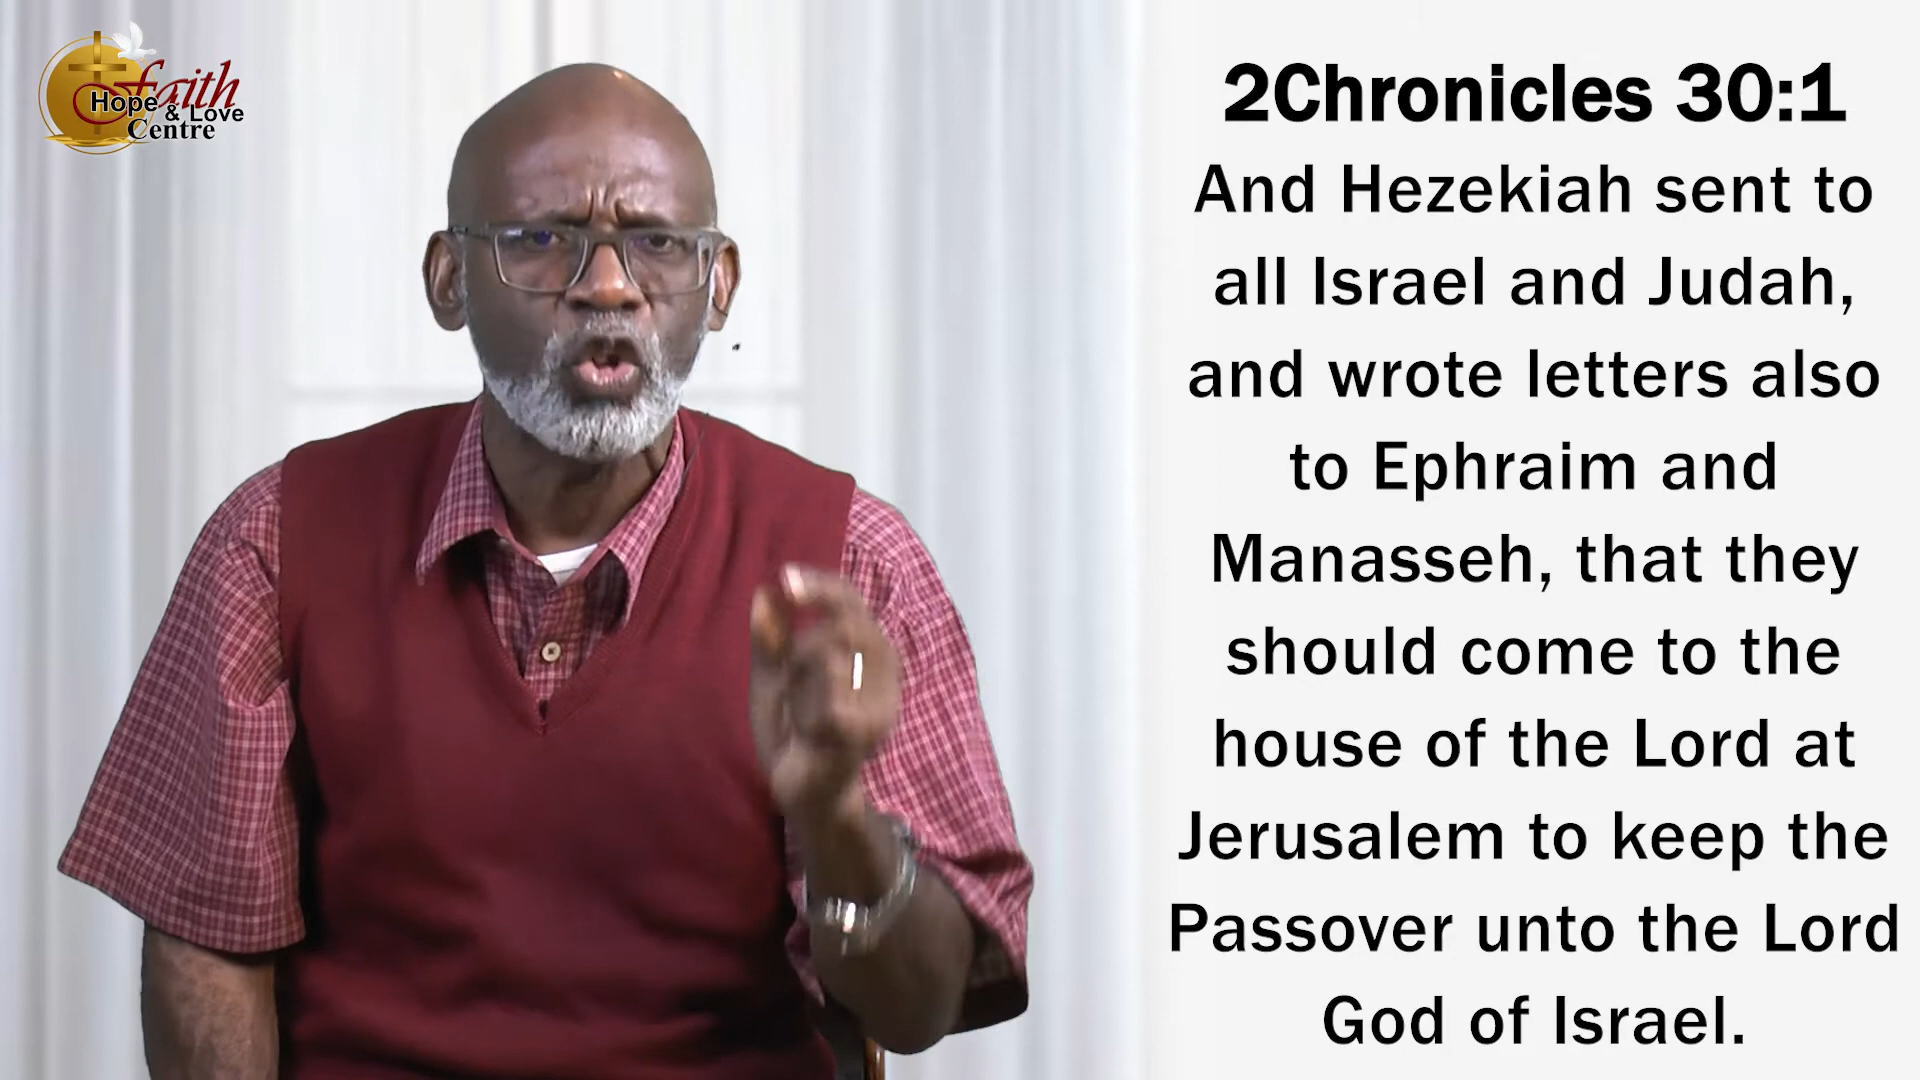 faith
Hope
& Love
Centre
2Chronicles 30:1
And Hezekiah sent to
all Israel and Judah,
and wrote letters also
to Ephraim and
Manasseh, that they
should come to the
house of the Lord at
Jerusalem to keep the
Passover unto the Lord
God of Israel.